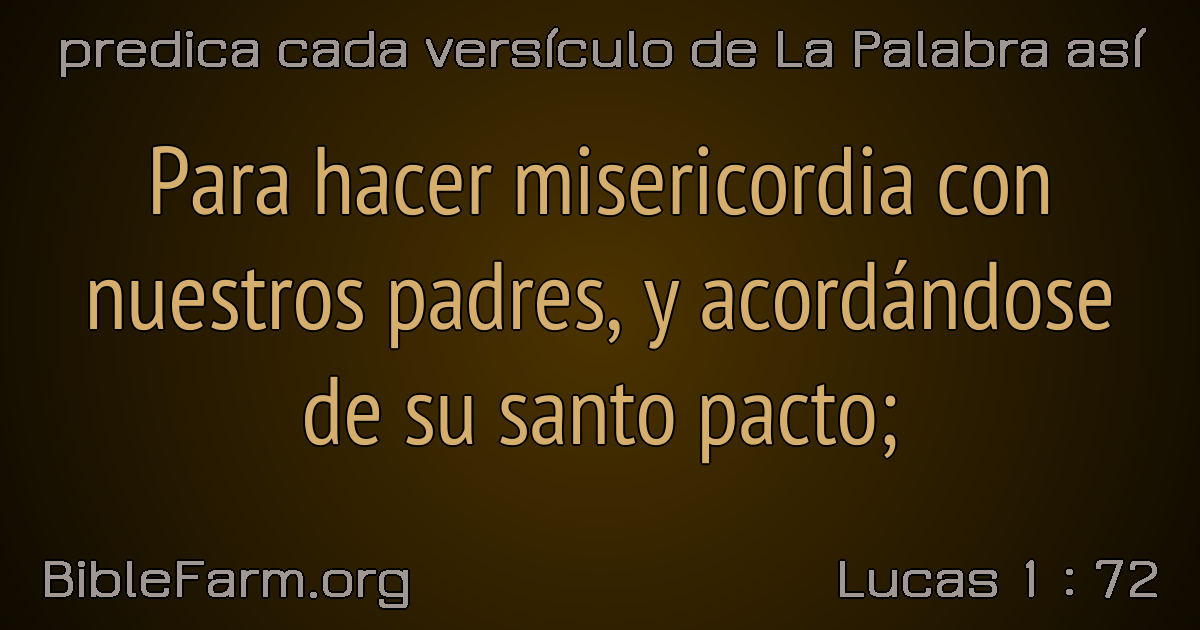 predica cada versículo de La Palabra así
Para hacer misericordia con
nuestros padres, y acordándose
de su santo pacto;
BibleFarm.org
Lucas 1 : 72